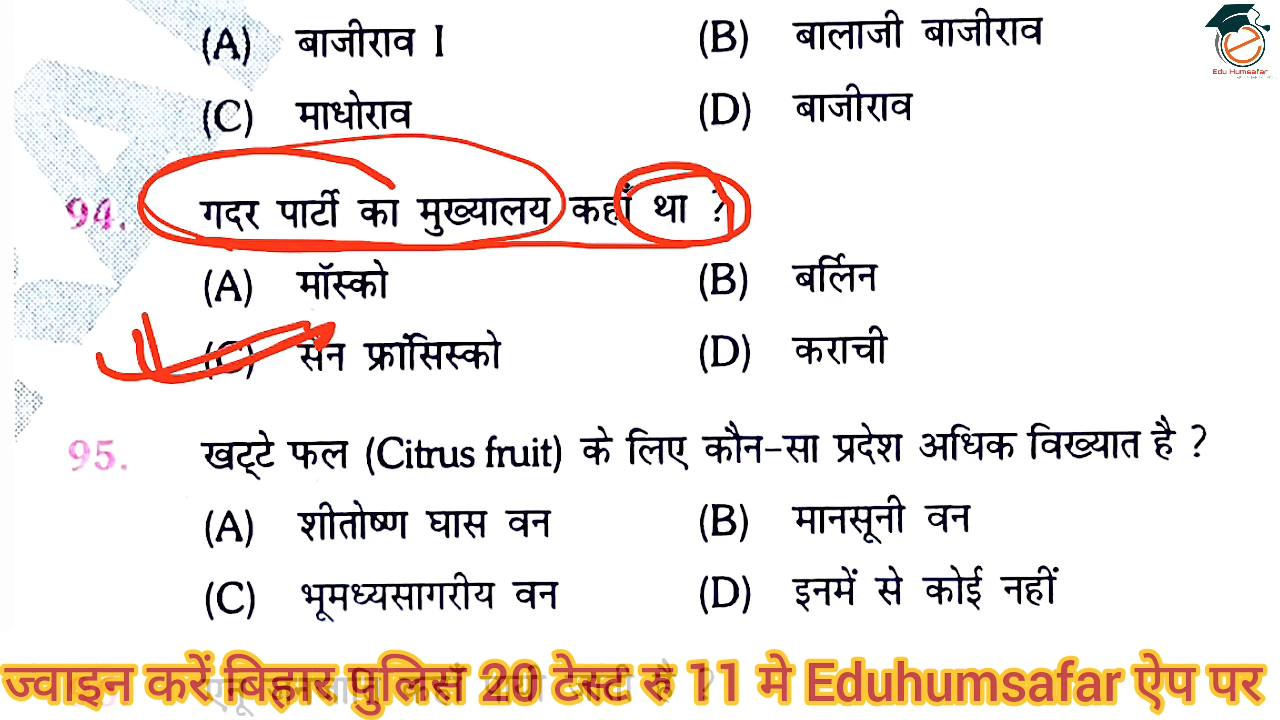 (A) बाजीराव I (B) बालाजी बाजीराव
Edu Humsafar
(C) माधोराव (D) बाजीराव
94. गदर पार्टी का मुख्यालय कहाँ था ?
(A) मॉस्को (B) बर्लिन
(C) सेन फ्रांसिस्को (D) कराची
95. खट्टे फल (Citrus fruit) के लिए कौन-सा प्रदेश अधिक विख्यात है ?
(A) शीतोष्ण घास वन (B) मानसूनी वन
(C) भूमध्यसागरीय वन (D) इनमें से कोई नहीं
ज्वाइन करें बिहार पुलिस 20 टेस्ट रु 11 मे Eduhumsafar ऐप पर